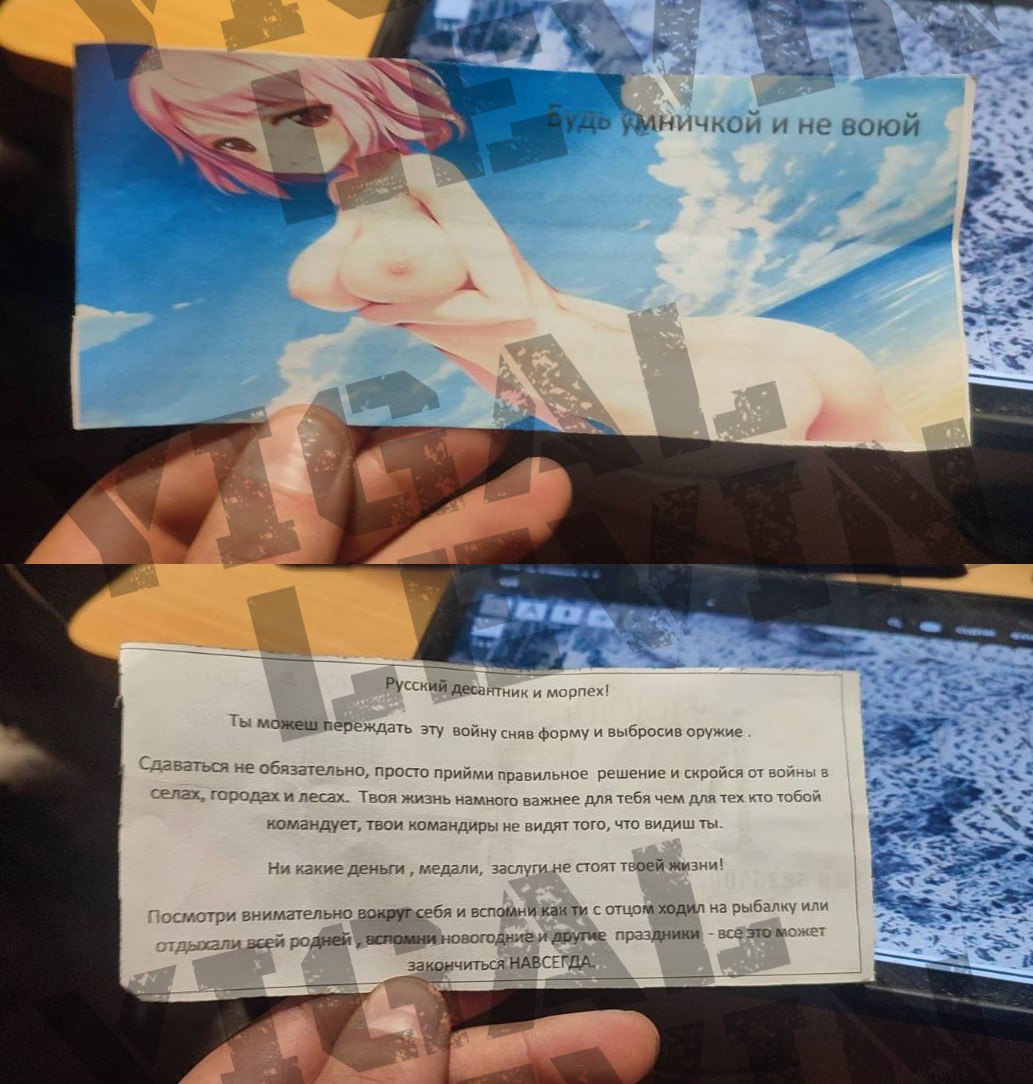 Будь умничкой и не воюй
YIGAL
LEVIN
Русский десантник и морпех!
Ты можеш переждать эту войну сняв форму и выбросив оружие .
Сдаваться не обязательно, просто прийми правильное решение и скройся от войны в
селах, городах и лесах. Твоя жизнь намного важнее для тебя чем для тех кто тобой
командует, твои командиры не видят того, что видиш ты.
Ни какие деньги , медали, заслуги не стоят твоей жизни!
Посмотри внимательно вокруг себя и вспомни как ти с отцом ходил на рыбалку или
отдыхали всей родней , вспомни новогодние и другие праздники - все это может
закончиться НАВСЕГДА.
YIGAL